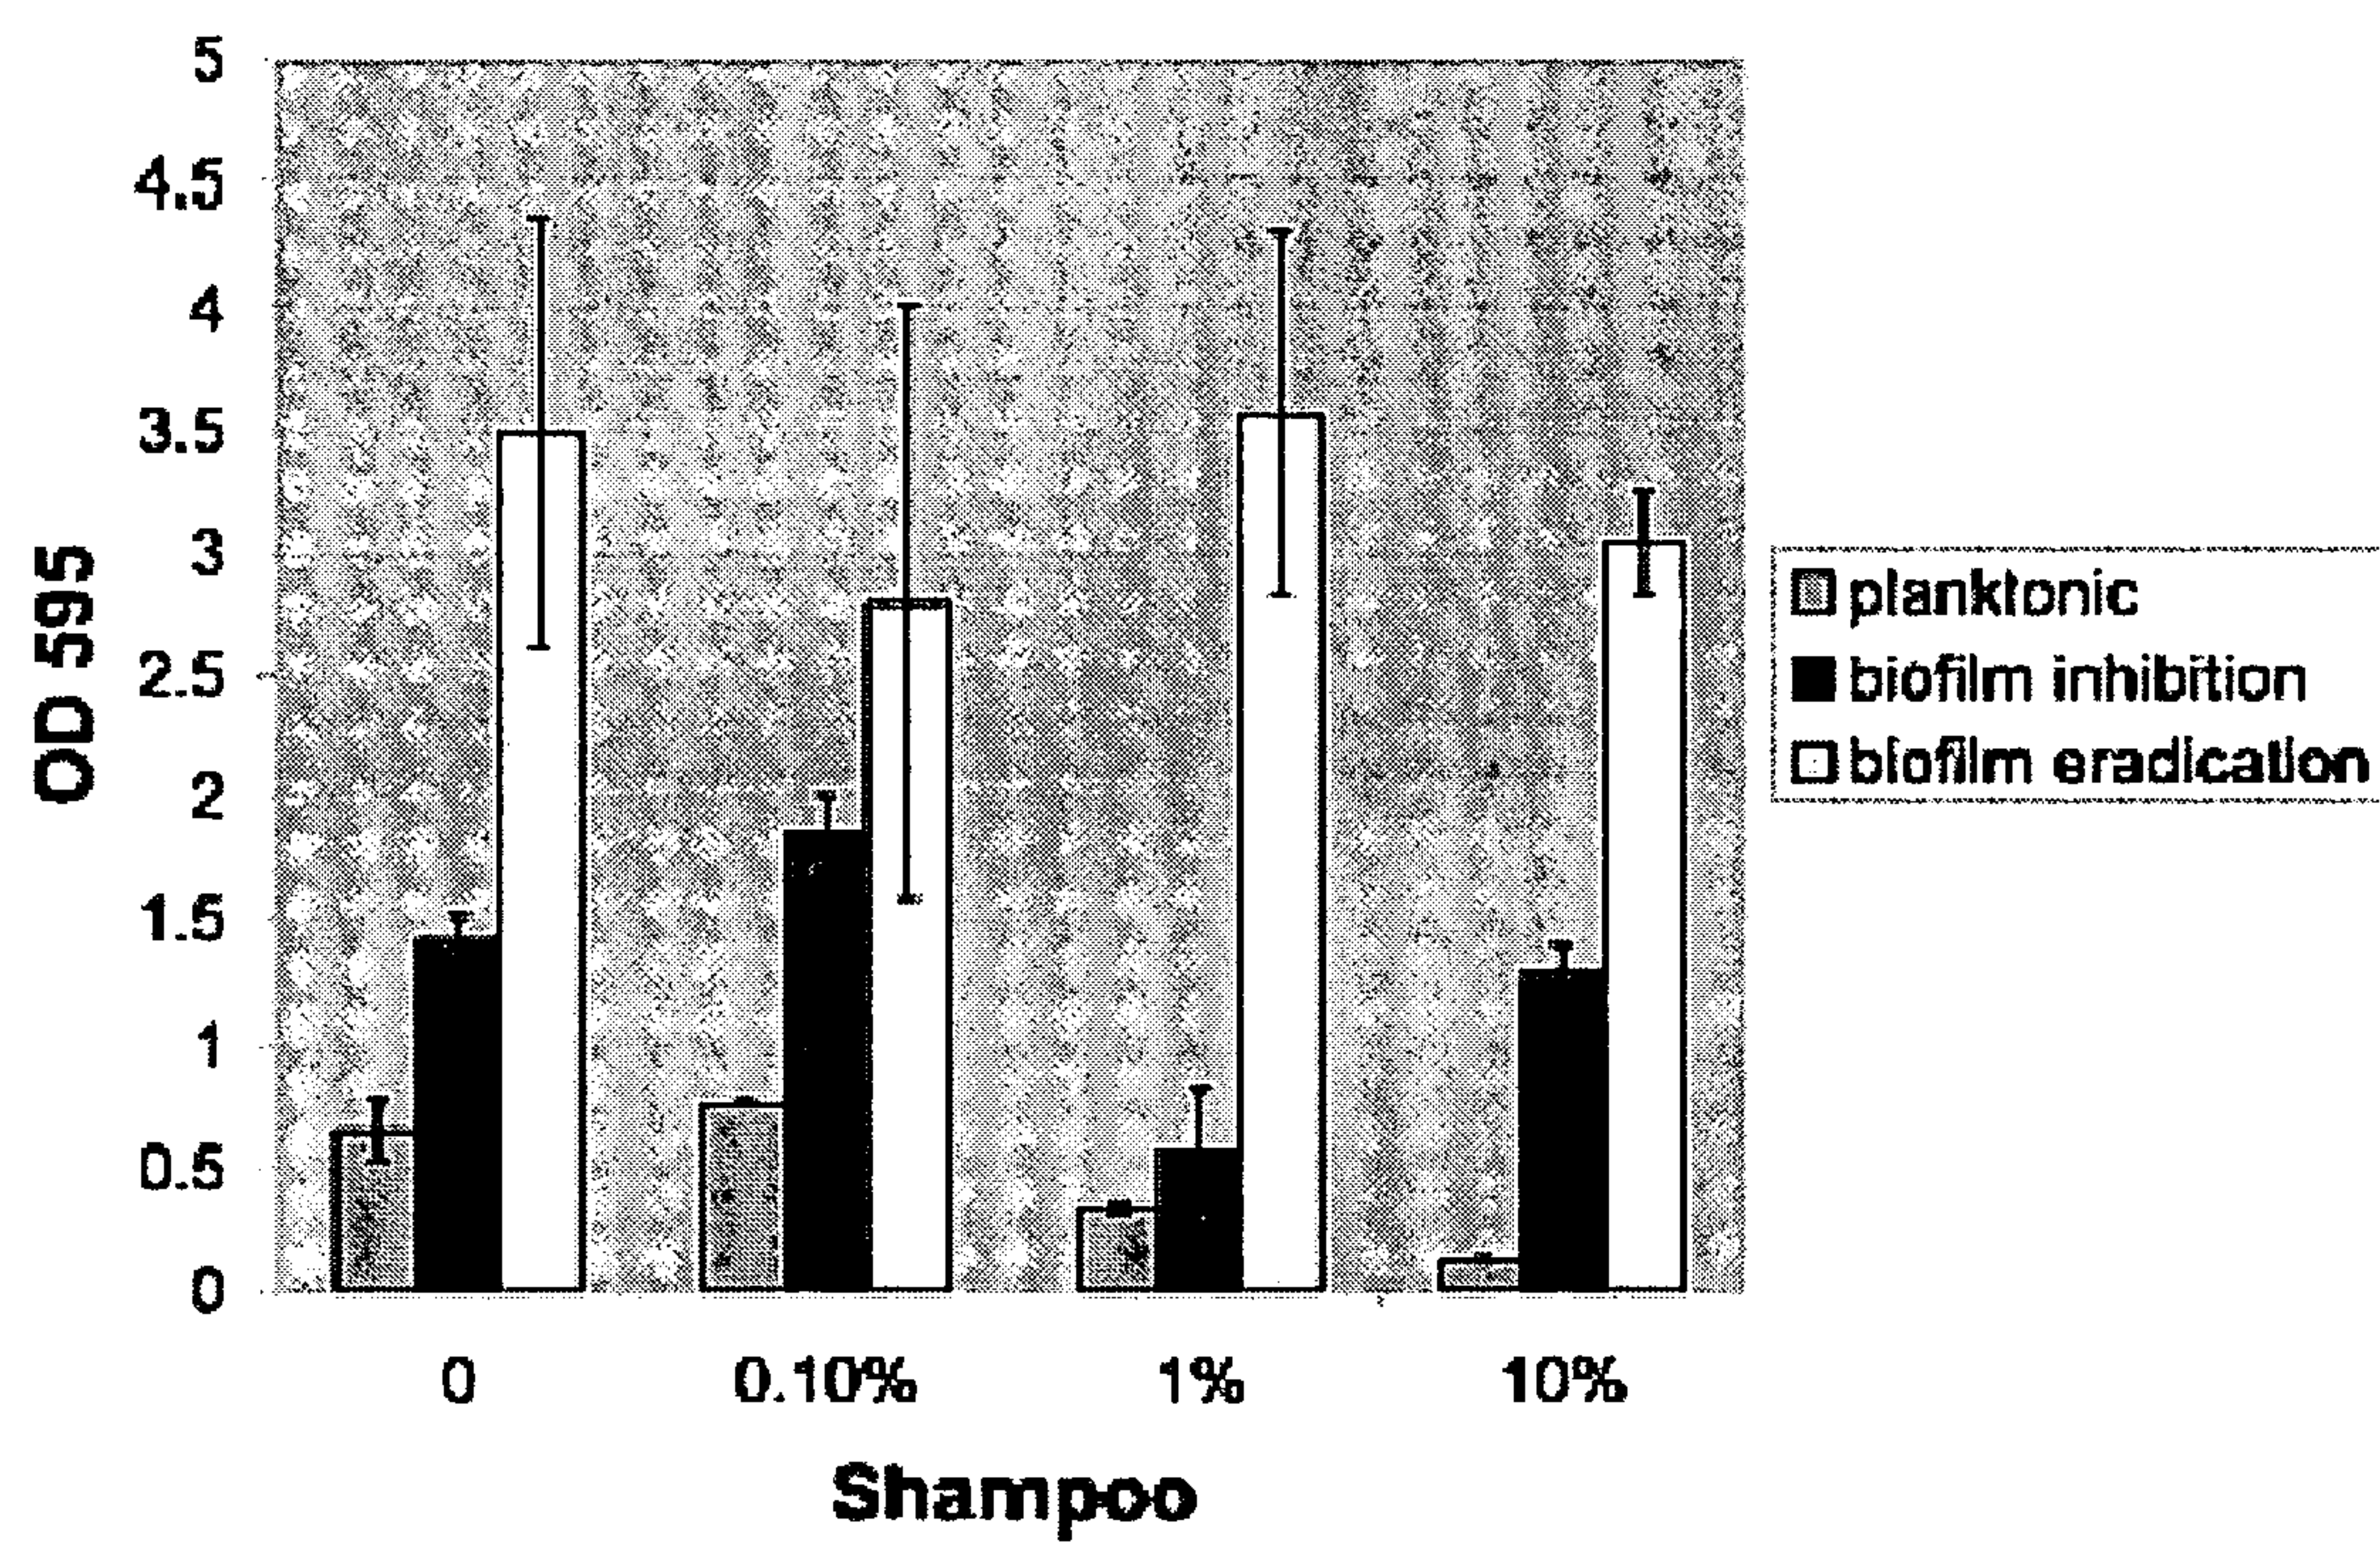 5
4.5
4
3.5
3
2.5
2
1.5
1
0.5
0
OD 595
0 0.10% 1% 10%
Shampoo
planktonic
biofilm inhibition
biofilm eradication